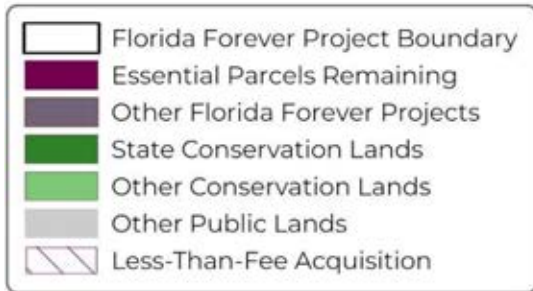 Florida Forever Project Boundary
Essential Parcels Remaining
Other Florida Forever Projects
State Conservation Lands
Other Conservation Lands
Other Public Lands
Less-Than-Fee Acquisition